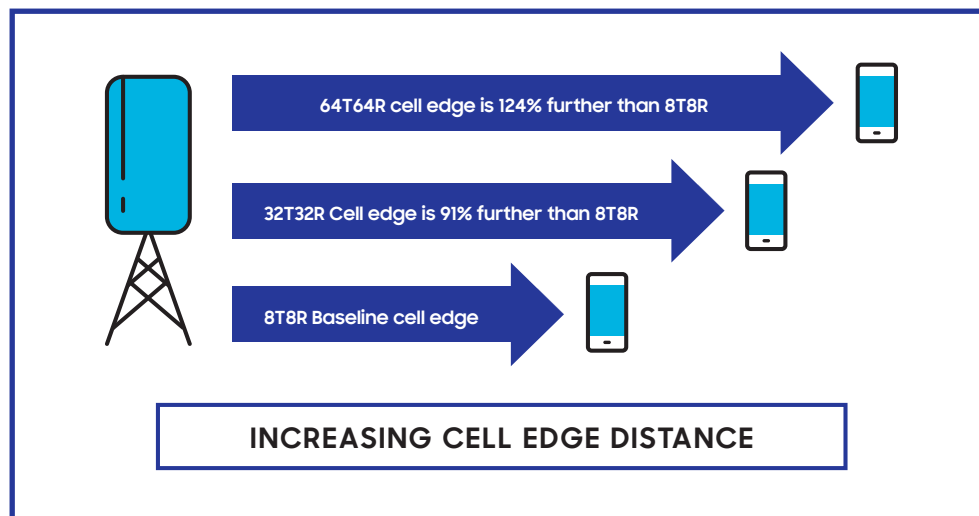 64T64R cell edge is 124% further than 8T8R
32T32R Cell edge is 91% further than 8T8R
8T8R Baseline cell edge
INCREASING CELL EDGE DISTANCE